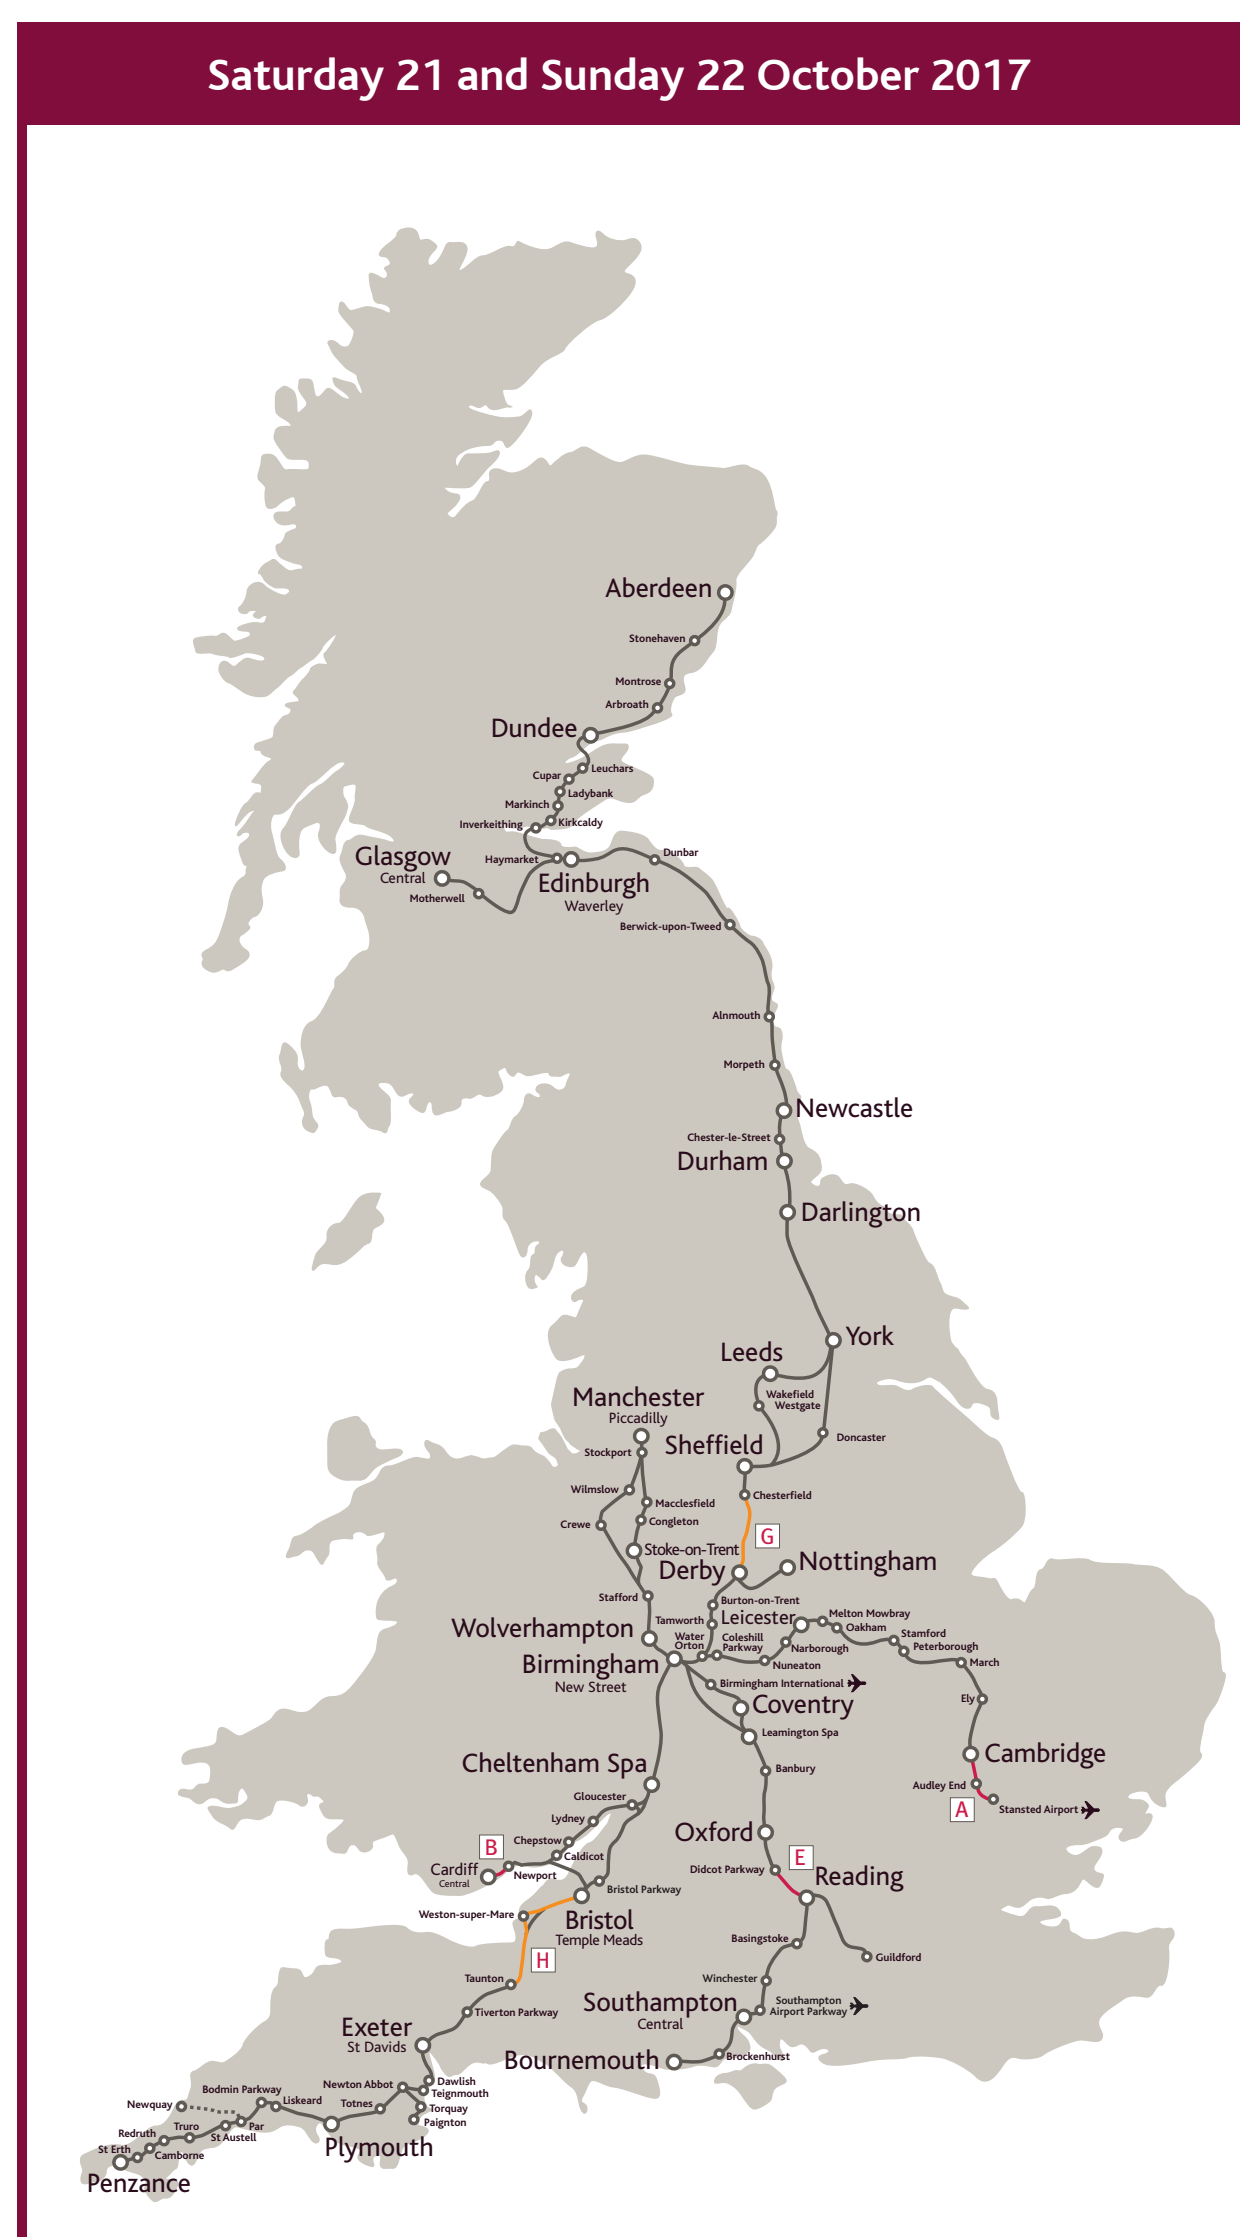 Saturday 21 and Sunday 22 October 2017
Aberdeen
Stonehaven
Montrose
Arbroath
Dundee
Leuchars
Cupar
Ladybank
Markinch
Kirkcaldy
Inverkeithing
Haymarket
Dunbar
Glasgow
Central
Edinburgh
Waverley
Motherwell
Berwick-upon-Tweed
Alnmouth
Morpeth
Newcastle
Chester-le-Street
Durham
Darlington
York
Leeds
Wakefield
Westgate
Manchester
Piccadilly
Doncaster
Sheffield
Stockport
Wilmslow
Chesterfield
Macclesfield
Crewe
Congleton
G
Stoke-on-Trent
Nottingham
Derby
Stafford
Burton-on-Trent
Melton Mowbray
Tamworth
Leicester
Oakham
Wolverhampton
Water
Orton
Coleshill
Parkway
Stamford
Narborough
Peterborough
Birmingham
New Street
Nuneaton
March
Birmingham International
Ely
Coventry
Leamington Spa
Cambridge
Cheltenham Spa
Banbury
Audley End
Gloucester
A
Stansted Airport
Lydney
Oxford
Chepstow
B
Caldicot
E
Cardiff
Central
Newport
Didcot Parkway
Reading
Bristol Parkway
Weston-super-Mare
Bristol
Temple Meads
Basingstoke
H
Guildford
Taunton
Winchester
Southampton
Central
Southampton
Airport Parkway
Tiverton Parkway
Exeter
St Davids
Bournemouth
Brockenhurst
Dawlish
Newton Abbot
Teignmouth
Bodmin Parkway
Liskeard
Totnes
Newquay
Torquay
Paignton
Par
Truro
St Austell
Redruth
Plymouth
St Erth
Camborne
Penzance